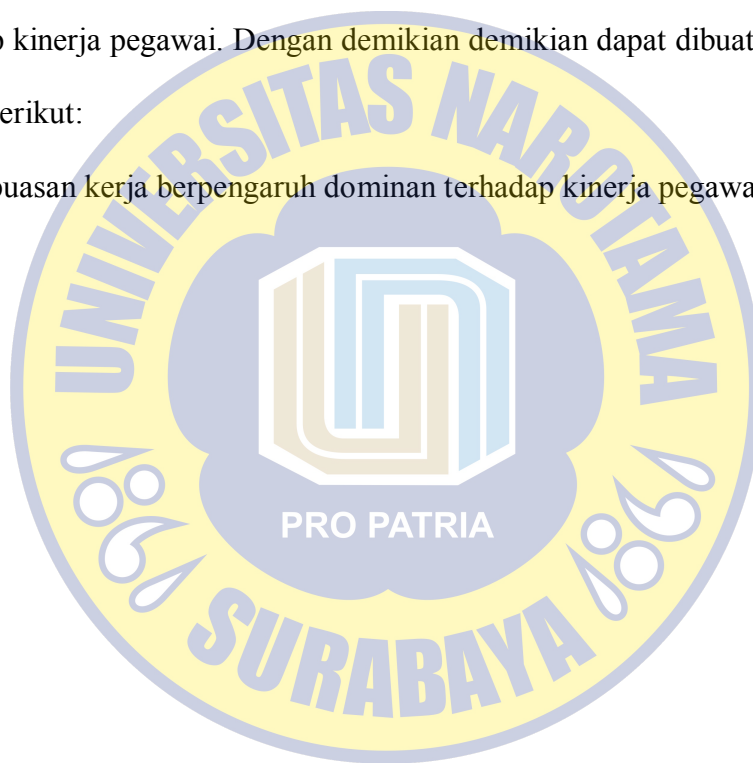 kinerja pegawai. Dengan demikian demikian dapat dibuat
erikut:
UNIVERSITAS NAROTAMA
uasan kerja berpengaruh dominan terhadap kinerja pegawa
PRO PATRIA
SURABAYA